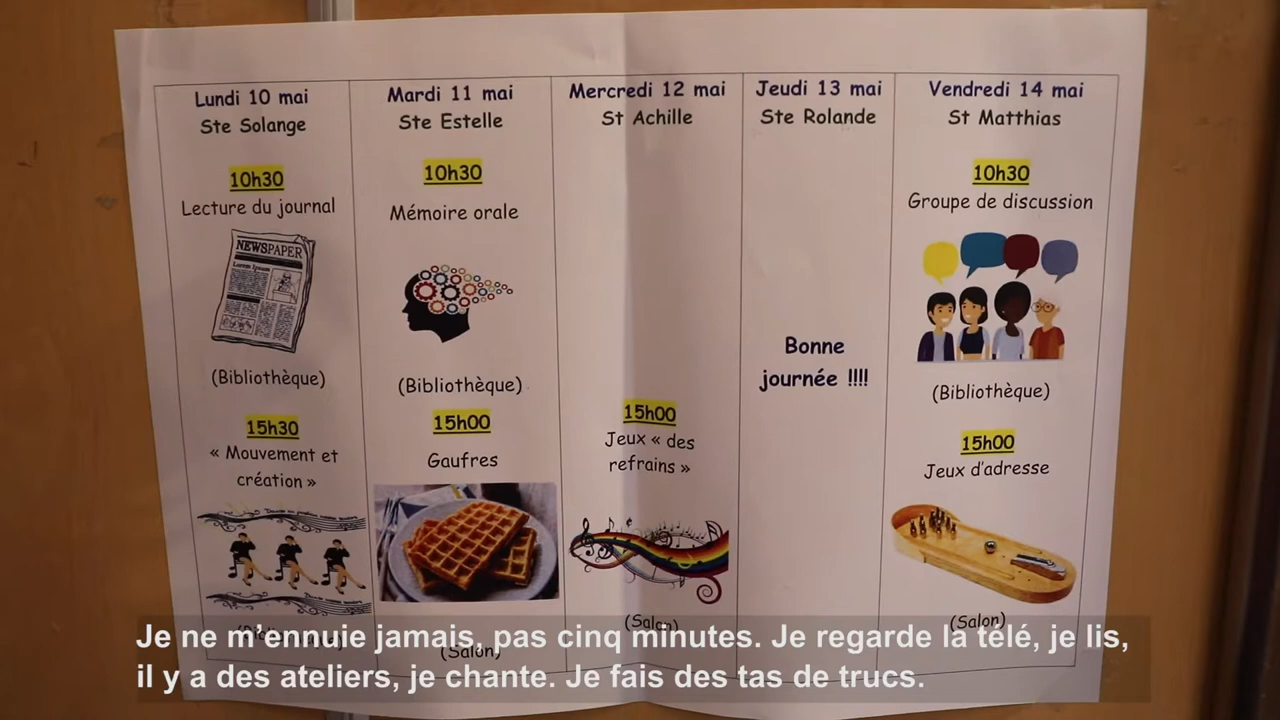 Lundi 10 mai
Ste Solange
10h30
Lecture du journal
NEWSPAPER
Lorem Ipsum
(Bibliothèque)
15h30
« Mouvement et
création »
Mardi 11 mai
Ste Estelle
10h30
Mémoire orale
(Bibliothèque)
15h00
Gaufres
(Salon)
Mercredi 12 mai
St Achille
15h00
Jeux « des
refrains »
(Salon)
Jeudi 13 mai
Ste Rolande
Bonne
journée !!!!
Vendredi 14 mai
St Matthias
10h30
Groupe de discussion
(Bibliothèque)
15h00
Jeux d'adresse
(Salon)
Je ne m'ennuie jamais, pas cinq minutes. Je regarde la télé, je lis,
il y a des ateliers, je chante. Je fais des tas de trucs.